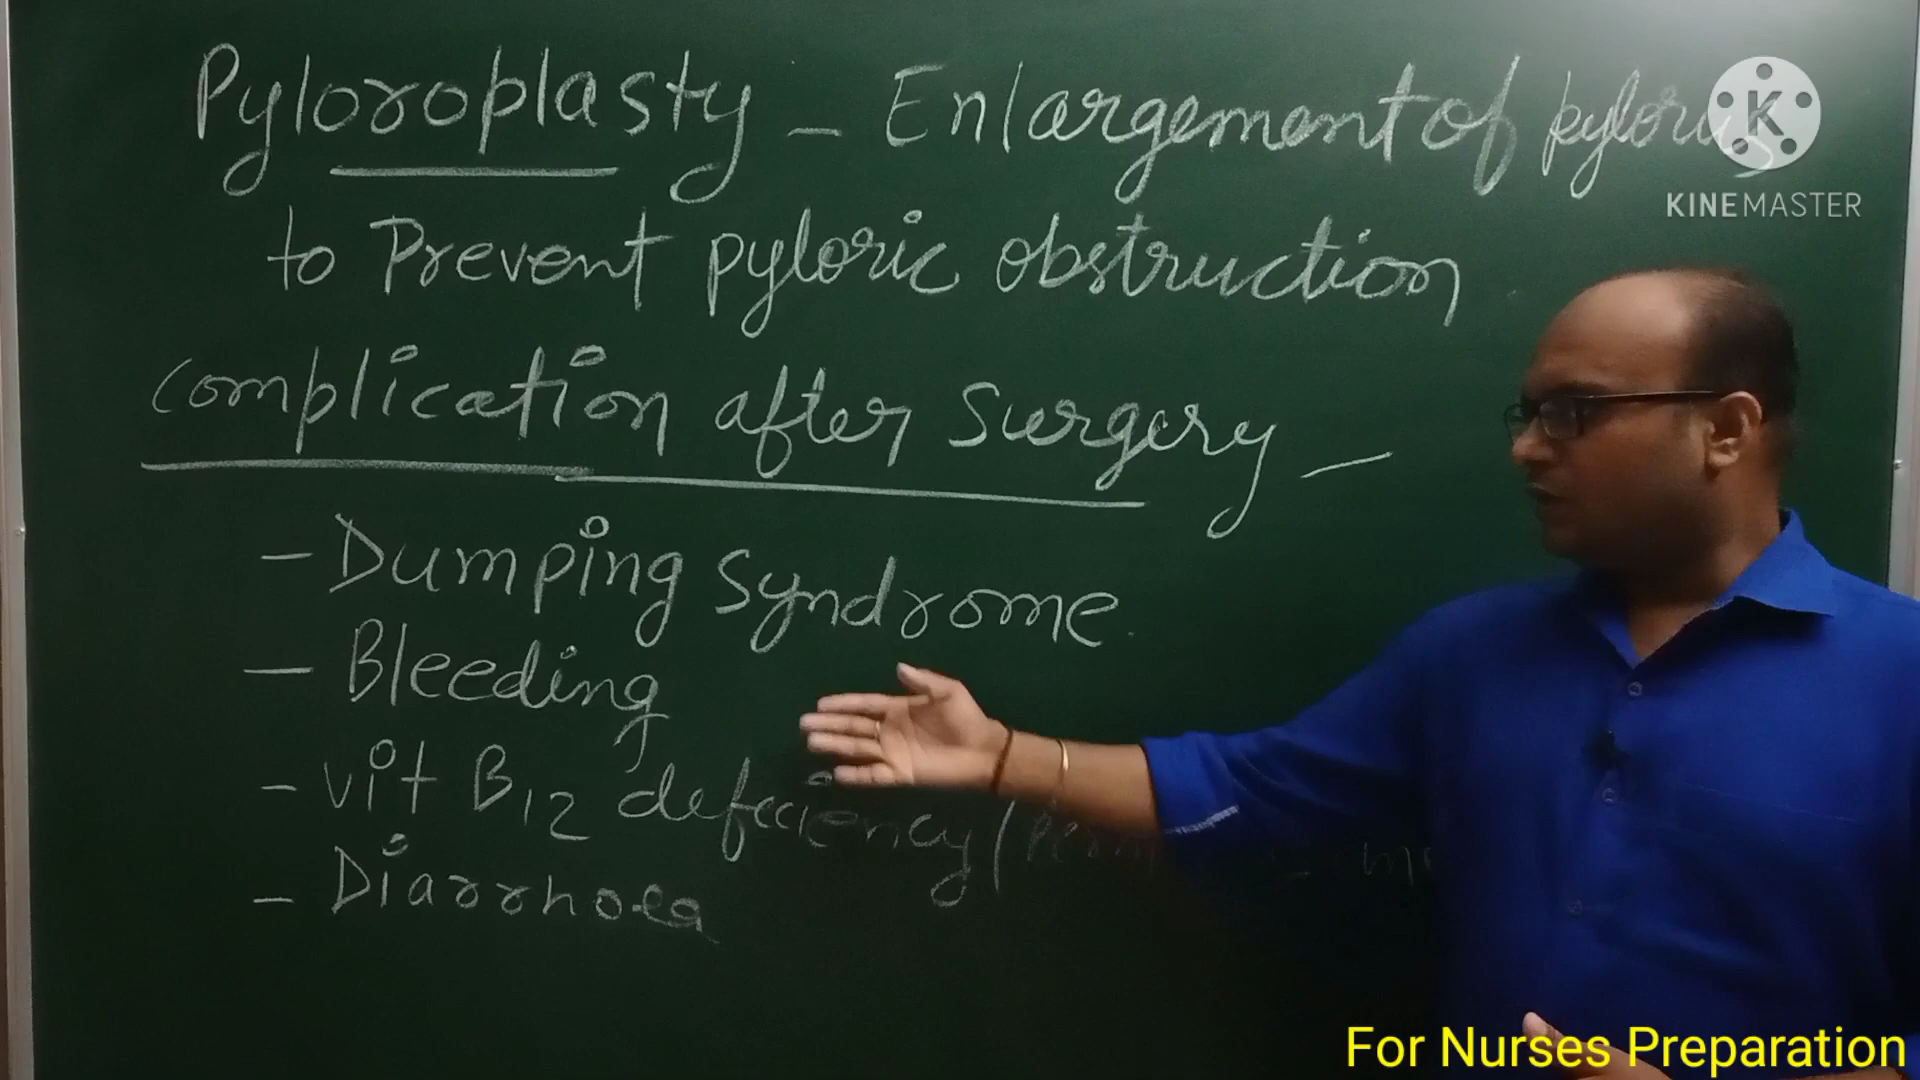 Pyloroplasty - Enlargement of pylorus
to Prevent pyloric obstruction
Complication after Surgery -
- Dumping Syndrome
- Bleeding
- vit B12 defeciency /
- Diarrhoea
KINEMASTER
For Nurses Preparation